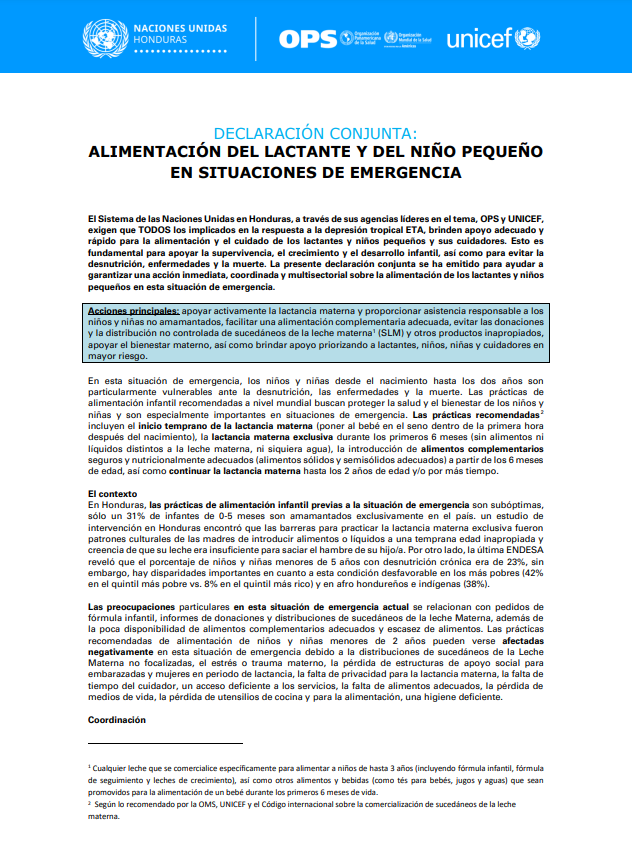 NACIONES UNIDAS
HONDURAS
OPS
Organización
Panamericana
de la Salud
Organización
Mundial de la Salud
unicef
DECLARACIÓN CONJUNTA:
ALIMENTACIÓN DEL LACTANTE Y DEL NIÑO PEQUEÑO
EN SITUACIONES DE EMERGENCIA
El Sistema de las Naciones Unidas en Honduras, a través de sus agencias líderes en el tema, OPS y UNICEF,
exigen que TODOS los implicados en la respuesta a la depresión tropical ETA, brinden apoyo adecuado y
rápido para la alimentación y el cuidado de los lactantes y niños pequeños y sus cuidadores. Esto es
fundamental para apoyar la supervivencia, el crecimiento y el desarrollo infantil, así como para evitar la
desnutrición, enfermedades y la muerte. La presente declaración conjunta se ha emitido para ayudar a
garantizar una acción inmediata, coordinada y multisectorial sobre la alimentación de los lactantes y niños
pequeños en esta situación de emergencia.
Acciones principales: apoyar activamente la lactancia materna y proporcionar asistencia responsable a los
niños y niñas no amamantados, facilitar una alimentación complementaria adecuada, evitar las donaciones
y la distribución no controlada de sucedáneos de la leche materna¹ (SLM) y otros productos inapropiados,
apoyar el bienestar materno, así como brindar apoyo priorizando a lactantes, niños, niñas y cuidadores en
mayor riesgo.
En esta situación de emergencia, los niños y niñas desde el nacimiento hasta los dos años son
particularmente vulnerables ante la desnutrición, las enfermedades y la muerte. Las prácticas de
alimentación infantil recomendadas a nivel mundial buscan proteger la salud y el bienestar de los niños y
niñas y son especialmente importantes en situaciones de emergencia. Las prácticas recomendadas²
incluyen el inicio temprano de la lactancia materna (poner al bebé en el seno dentro de la primera hora
después del nacimiento), la lactancia materna exclusiva durante los primeros 6 meses (sin alimentos ni
líquidos distintos a la leche materna, ni siquiera agua), la introducción de alimentos complementarios
seguros y nutricionalmente adecuados (alimentos sólidos y semisólidos adecuados) a partir de los 6 meses
de edad, así como continuar la lactancia materna hasta los 2 años de edad y/o por más tiempo.
El contexto
En Honduras, las prácticas de alimentación infantil previas a la situación de emergencia son subóptimas,
sólo un 31% de infantes de 0-5 meses son amamantados exclusivamente en el país. un estudio de
intervención en Honduras encontró que las barreras para practicar la lactancia materna exclusiva fueron
patrones culturales de las madres de introducir alimentos o líquidos a una temprana edad inapropiada y
creencia de que su leche era insuficiente para saciar el hambre de su hijo/a. Por otro lado, la última ENDESA
reveló que el porcentaje de niños y niñas menores de 5 años con desnutrición crónica era de 23%, sin
embargo, hay disparidades importantes en cuanto a esta condición desfavorable en los más pobres (42%
en el quintil más pobre vs. 8% en el quintil más rico) y en afro hondureños e indígenas (38%).
Las preocupaciones particulares en esta situación de emergencia actual se relacionan con pedidos de
fórmula infantil, informes de donaciones y distribuciones de sucedáneos de la leche Materna, además de
la poca disponibilidad de alimentos complementarios adecuados y escasez de alimentos. Las prácticas
recomendadas de alimentación de niños y niñas menores de 2 años pueden verse afectadas
negativamente en esta situación de emergencia debido a la distribuciones de sucedáneos de la Leche
Materna no focalizadas, el estrés o trauma materno, la pérdida de estructuras de apoyo social para
embarazadas y mujeres en periodo de lactancia, la falta de privacidad para la lactancia materna, la falta de
tiempo del cuidador, un acceso deficiente a los servicios, la falta de alimentos adecuados, la pérdida de
medios de vida, la pérdida de utensilios de cocina y para la alimentación, una higiene deficiente.
Coordinación
¹ Cualquier leche que se comercialice específicamente para alimentar a niños de hasta 3 años (incluyendo fórmula infantil, fórmula
de seguimiento y leches de crecimiento), así como otros alimentos y bebidas (como tés para bebés, jugos y aguas) que sean
promovidos para la alimentación de un bebé durante los primeros 6 meses de vida.
² Según lo recomendado por la OMS, UNICEF y el Código internacional sobre la comercialización de sucedáneos de la leche
materna.